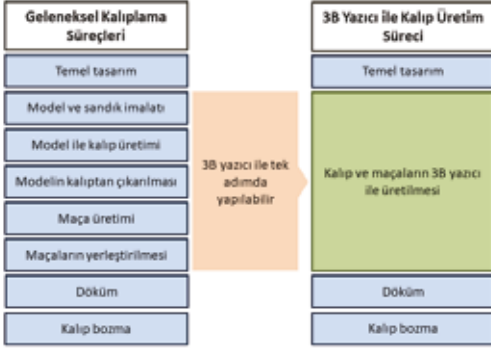 Geleneksel Kalıplama
Süreçleri
Temel tasarım
Model ve sandık imalatı
Model ile kalıp üretimi
Modelin kalıptan çıkarılması
Maça üretimi
Maçaların yerleştirilmesi
Döküm
Kalıp bozma
3B yazıcı ile tek
adımda
yapılabilir
3B Yazıcı ile Kalıp Üretim
Süreci
Temel tasarım
Kalıp ve maçaların 3B yazıcı
ile üretilmesi
Döküm
Kalıp bozma